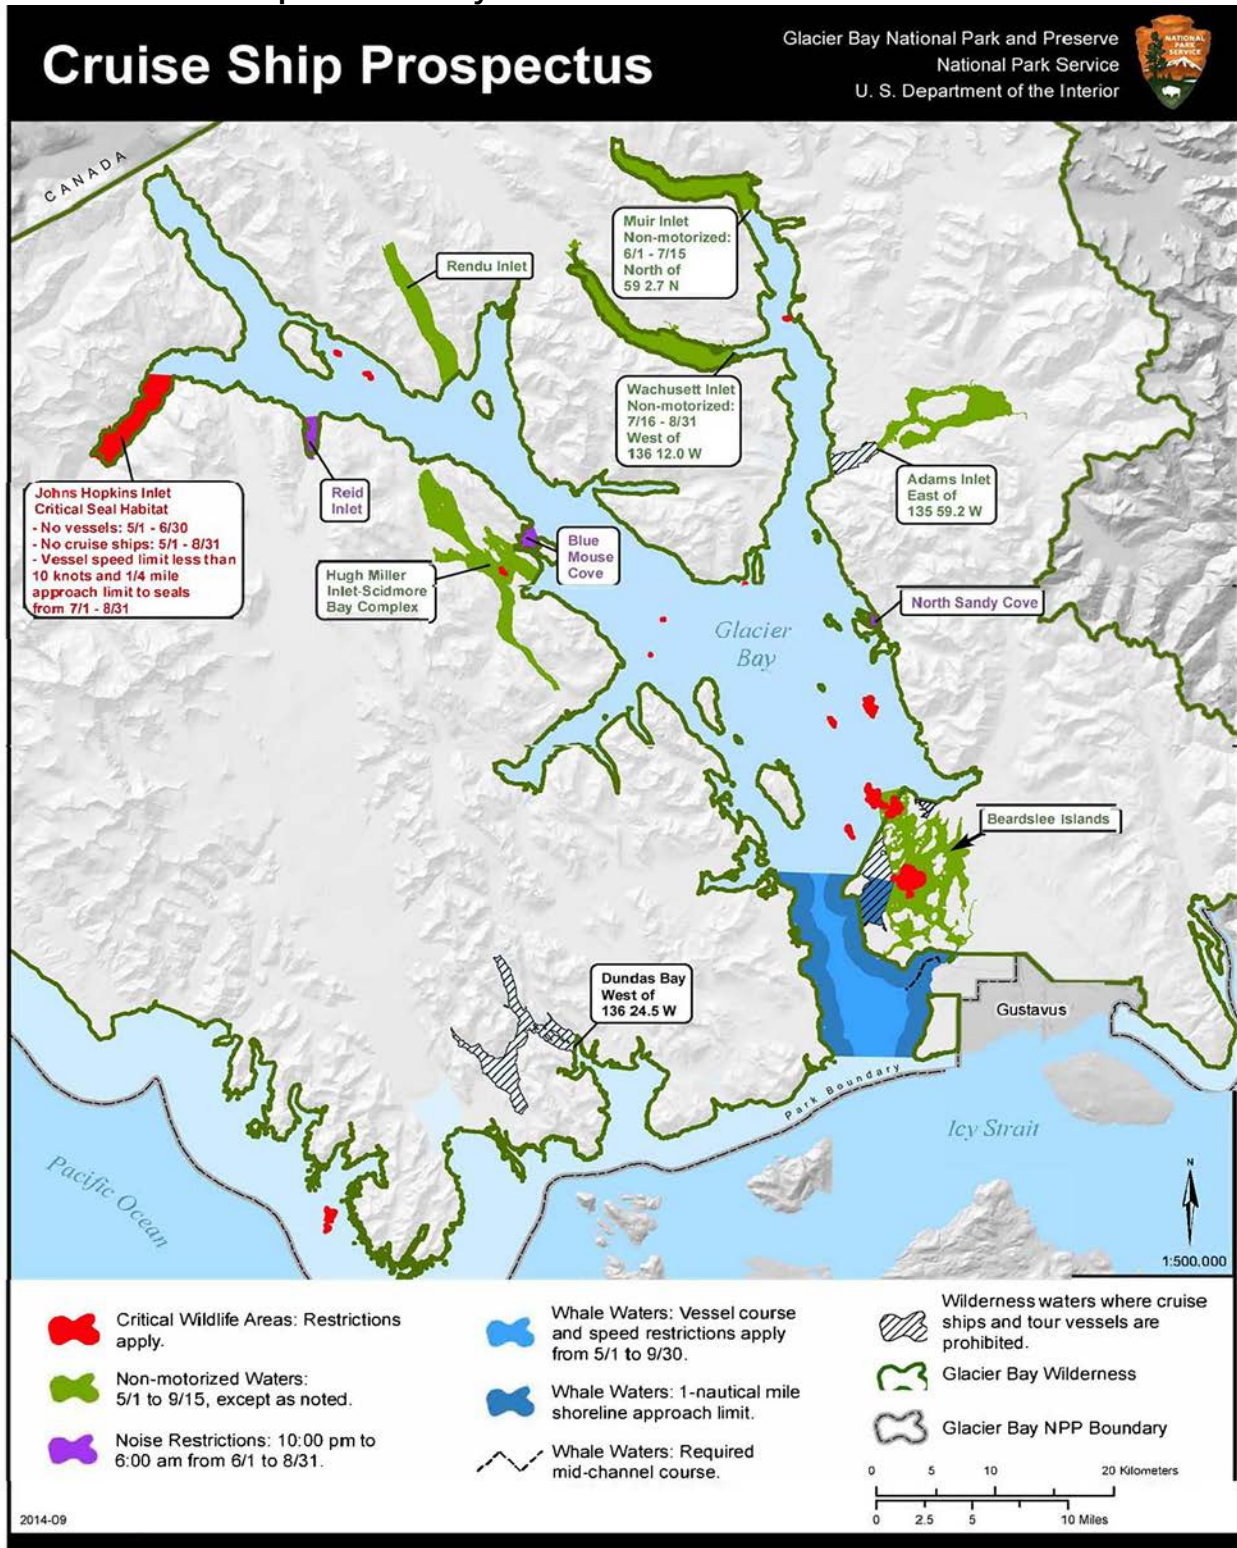 Cruise Ship Prospectus
Glacier Bay National Park and Preserve
National Park Service
U. S. Department of the Interior
NATIONAL
PARK
SERVICE
CANADA
Rendu Inlet
Muir Inlet
Non-motorized:
6/1 - 7/15
North of
59 2.7 N
Wachusett Inlet
Non-motorized:
7/16 - 8/31
West of
136 12.0 W
Adams Inlet
East of
135 59.2 W
Johns Hopkins Inlet
Critical Seal Habitat
- No vessels: 5/1 - 6/30
- No cruise ships: 5/1 - 8/31
- Vessel speed limit less than
10 knots and 1/4 mile
approach limit to seals
from 7/1 - 8/31
Reid
Inlet
Blue
Mouse
Cove
Hugh Miller
Inlet-Scidmore
Bay Complex
North Sandy Cove
Glacier
Bay
Beardslee Islands
Dundas Bay
West of
136 24.5 W
Gustavus
Park Boundary
Icy Strait
Pacific Ocean
N
1:500,000
Critical Wildlife Areas: Restrictions
apply.
Non-motorized Waters:
5/1 to 9/15, except as noted.
Noise Restrictions: 10:00 pm to
6:00 am from 6/1 to 8/31.
Whale Waters: Vessel course
and speed restrictions apply
from 5/1 to 9/30.
Whale Waters: 1-nautical mile
shoreline approach limit.
Whale Waters: Required
mid-channel course.
Wilderness waters where cruise
ships and tour vessels are
prohibited.
Glacier Bay Wilderness
Glacier Bay NPP Boundary
0 5 10 20 Kilometers
0 2.5 5 10 Miles
2014-09